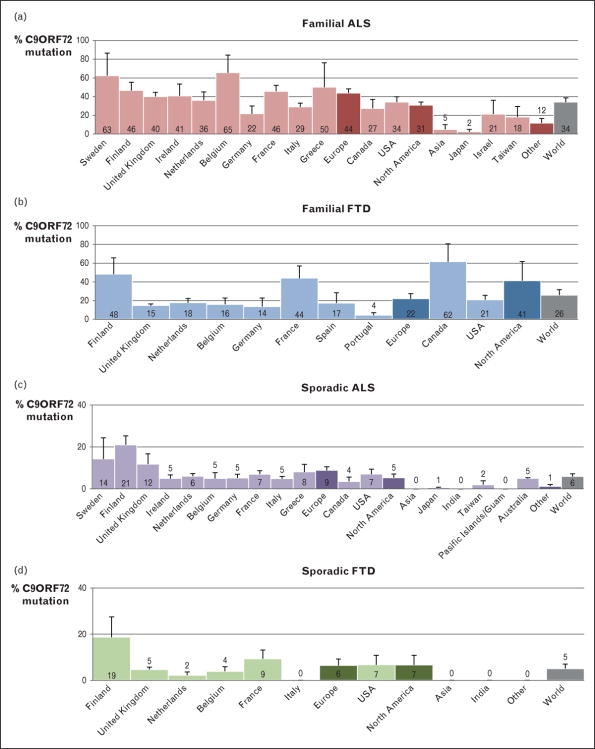 (a)
Familial ALS
% C9ORF72
mutation
100
80
60
40
20
0
63 46 40 41 36 65 22 46 29 50 44 27 34 31 5 2 21 18 12 34
Sweden Finland United Kingdom Ireland Netherlands Belgium Germany France Italy Greece Europe Canada USA North America Asia Japan Israel Taiwan Other World
(b)
Familial FTD
% C9ORF72
mutation
100
80
60
40
20
0
48 15 18 16 14 44 17 4 22 62 21 41 26
Finland United Kingdom Netherlands Belgium Germany France Spain Portugal Europe Canada USA North America World
(c)
Sporadic ALS
% C9ORF72
mutation
40
20
0
14 21 12 5 6 5 5 7 5 8 9 4 7 5 0 1 0 2 0 5 1 6
Sweden Finland United Kingdom Ireland Netherlands Belgium Germany France Italy Greece Europe Canada USA North America Asia Japan India Taiwan Pasific Islands/Guam Australia Other World
(d)
Sporadic FTD
% C9ORF72
mutation
40
20
0
19 5 2 4 9 0 6 7 7 0 0 0 5
Finland United Kingdom Netherlands Belgium France Italy Europe USA North America Asia India Other World